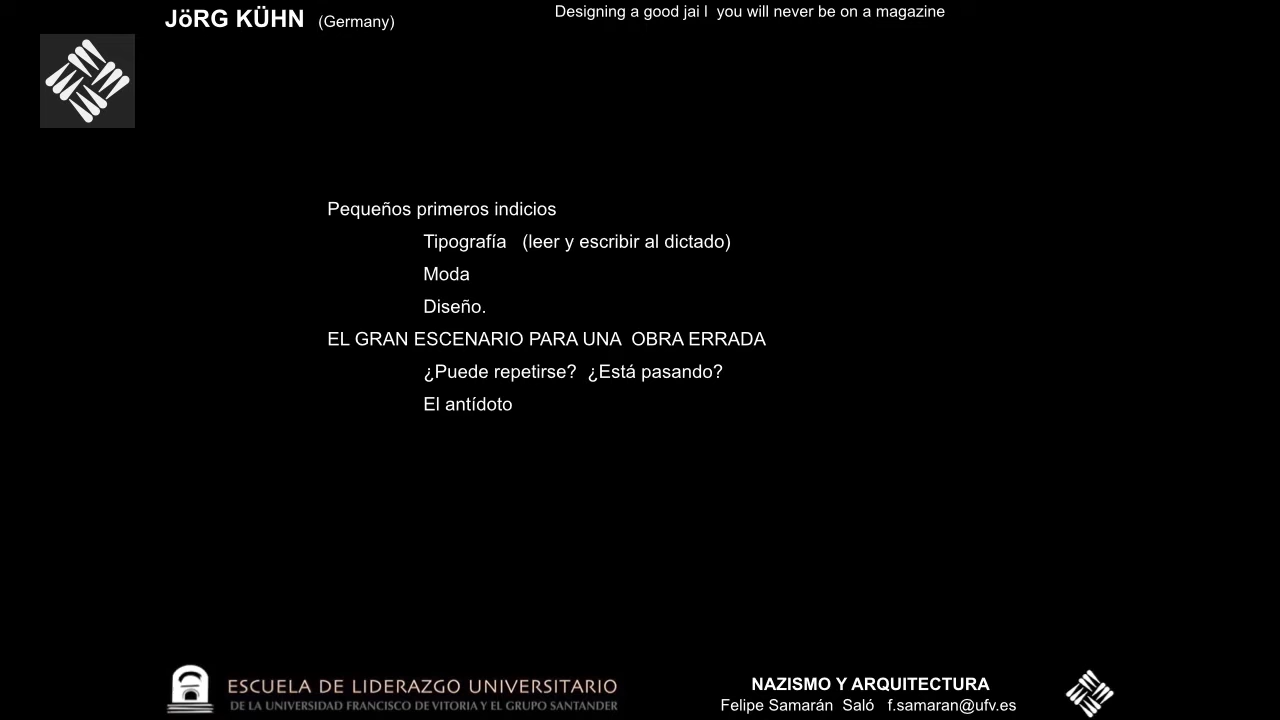 JöRG KÜHN (Germany)
Designing a good jai l you will never be on a magazine
Pequeños primeros indicios
Tipografía (leer y escribir al dictado)
Moda
Diseño.
EL GRAN ESCENARIO PARA UNA OBRA ERRADA
¿Puede repetirse? ¿Está pasando?
El antídoto
ESCUELA DE LIDERAZGO UNIVERSITARIO
DE LA UNIVERSIDAD FRANCISCO DE VITORIA Y EL GRUPO SANTANDER
NAZISMO Y ARQUITECTURA
Felipe Samarán Saló f.samaran@ufv.es